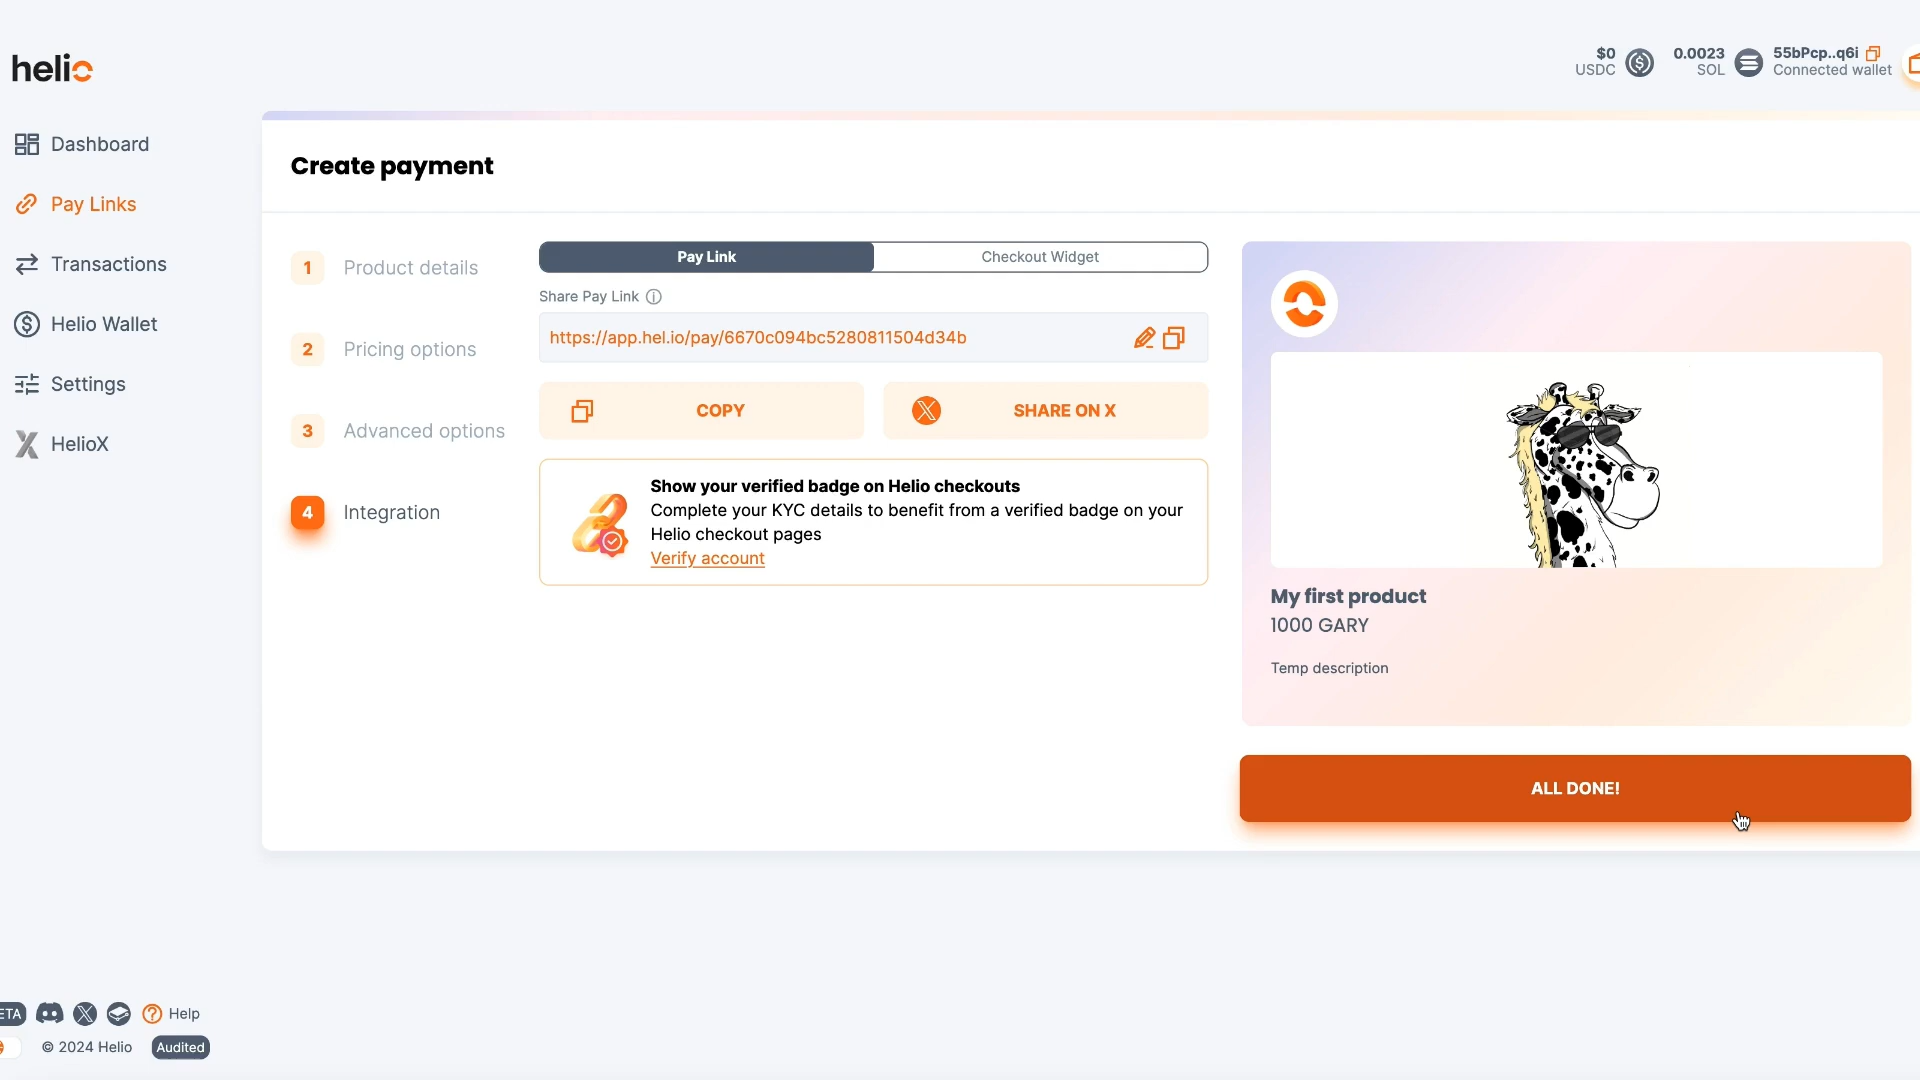 helio
$0
USDC
0.0023
SOL
55bPcp..q6i
Connected wallet
Dashboard
Pay Links
Transactions
Helio Wallet
Settings
HelioX
Create payment
1 Product details
2 Pricing options
3 Advanced options
4 Integration
Pay Link
Checkout Widget
Share Pay Link
https://app.hel.io/pay/6670c094bc5280811504d34b
COPY
SHARE ON X
Show your verified badge on Helio checkouts
Complete your KYC details to benefit from a verified badge on your
Helio checkout pages
Verify account
My first product
1000 GARY
Temp description
ALL DONE!
ETA
Help
© 2024 Helio
Audited